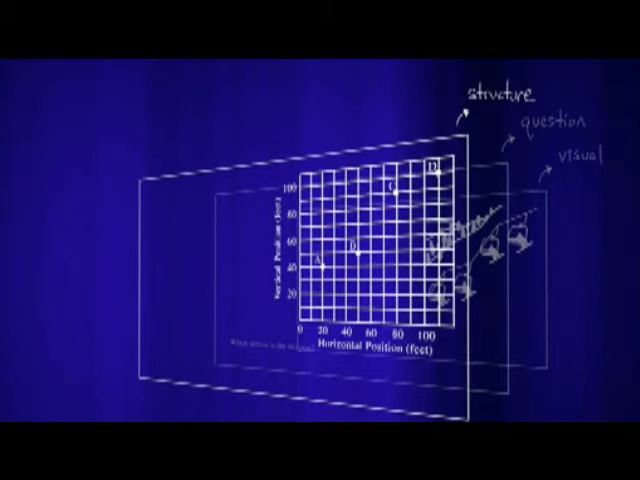 structure
question
visual
D
C
B
A
100
80
60
40
20
Vertical Position (feet)
0 20 40 60 80 100
Horizontal Position (feet)